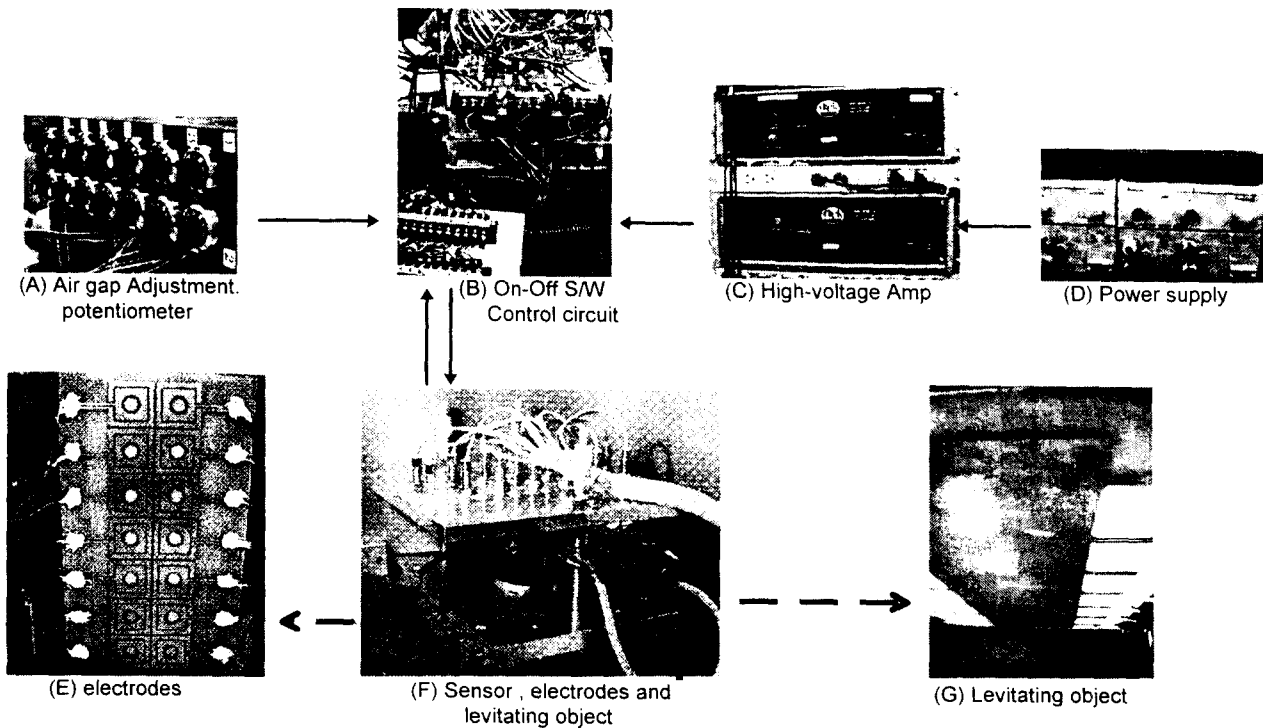 (A) Air gap Adjustment.
potentiometer
(B) On-Off S/W
Control circuit
(C) High-voltage Amp
(D) Power supply
(E) electrodes
(F) Sensor , electrodes and
levitating object
(G) Levitating object